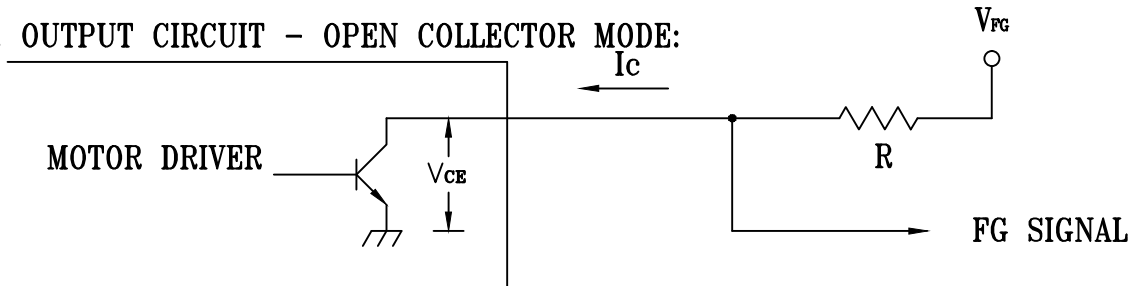 OUTPUT CIRCUIT - OPEN COLLECTOR MODE:
VFG
Ic
MOTOR DRIVER
VCE
R
FG SIGNAL